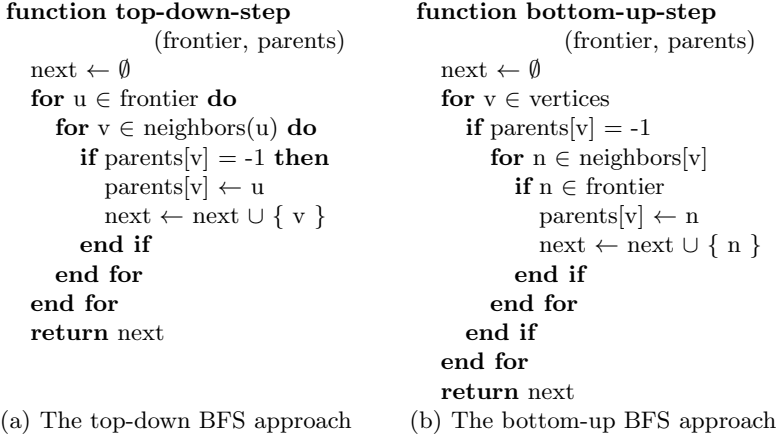 function top-down-step
(frontier, parents)
next ← ∅
for u ∈ frontier do
for v ∈ neighbors(u) do
if parents[v] = -1 then
parents[v] ← u
next ← next ∪ { v }
end if
end for
end for
return next
(a) The top-down BFS approach
function bottom-up-step
(frontier, parents)
next ← ∅
for v ∈ vertices
if parents[v] = -1
for n ∈ neighbors[v]
if n ∈ frontier
parents[v] ← n
next ← next ∪ { n }
end if
end for
end if
end for
return next
(b) The bottom-up BFS approach